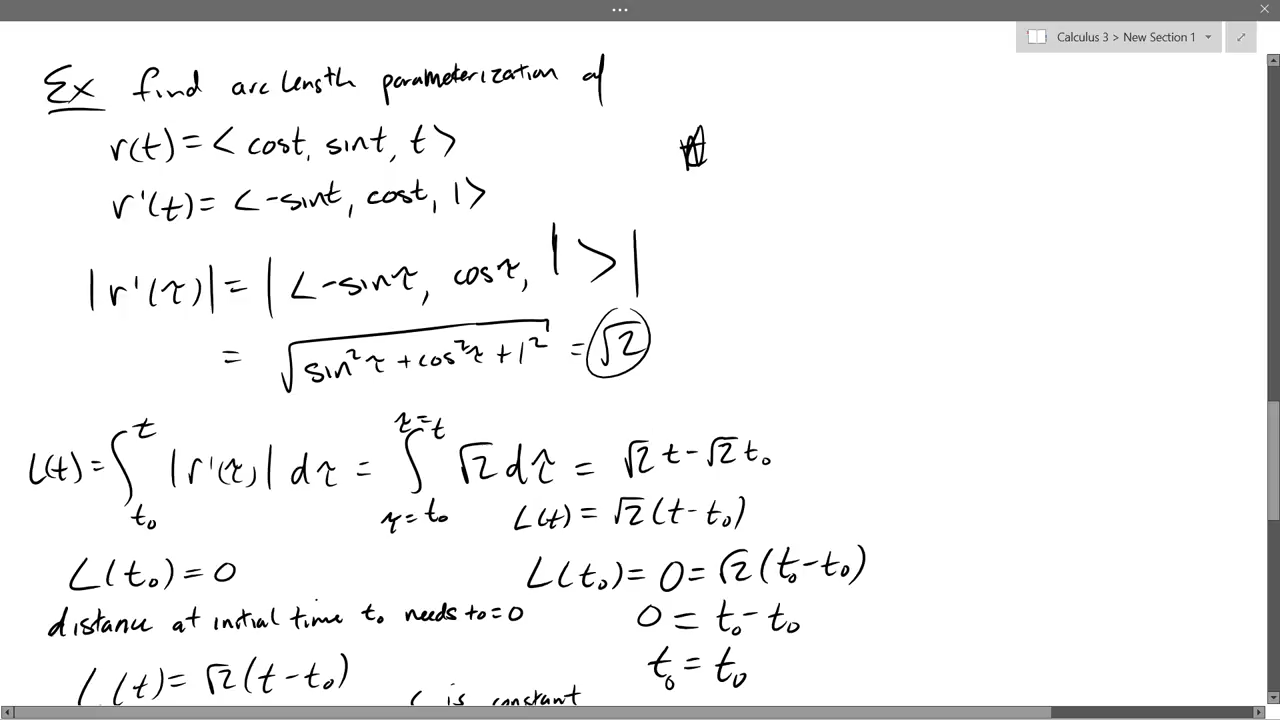 Calculus 3 > New Section 1
Ex find arc length parameterization of
r(t) = < cost, sint, t >
r'(t) = < -sint, cost, 1 >
|r'(τ)| = | < -sinτ, cosτ, 1 > |
= √(sin²τ + cos²τ + 1²) = √2
L(t) = ∫_{t₀}^{t} |r'(τ)| dτ = ∫_{τ=t₀}^{τ=t} √2 dτ = √2 t - √2 t₀
L(t) = √2 (t - t₀)
L(t₀) = 0
L(t₀) = 0 = √2 (t₀ - t₀)
distance at initial time t₀ needs to = 0
0 = t₀ - t₀
t₀ = t₀
L(t) = √2 (t - t₀)
is constant